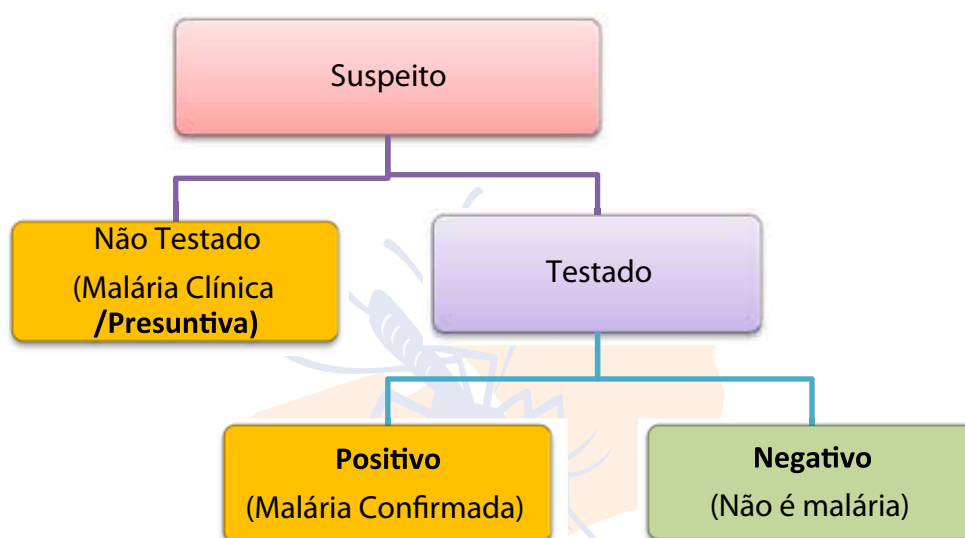 Suspeito
Não Testado
(Malária Clínica
/Presuntiva)
Testado
Positivo
(Malária Confirmada)
Negativo
(Não é malária)